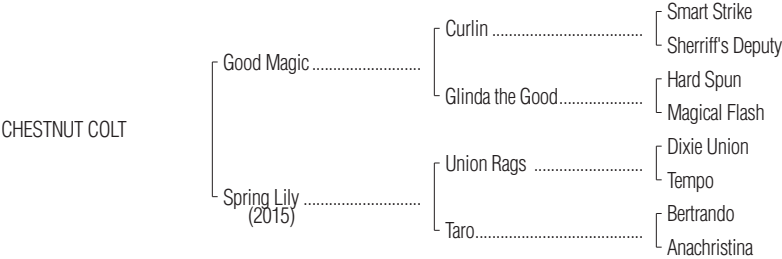 Smart Strike
Curlin ....................................
Sherriff's Deputy
Good Magic ..........................
Hard Spun
Glinda the Good....................
Magical Flash
CHESTNUT COLT
Dixie Union
Union Rags ..........................
Tempo
Spring Lily ............................
(2015)
Bertrando
Taro........................................
Anachristina